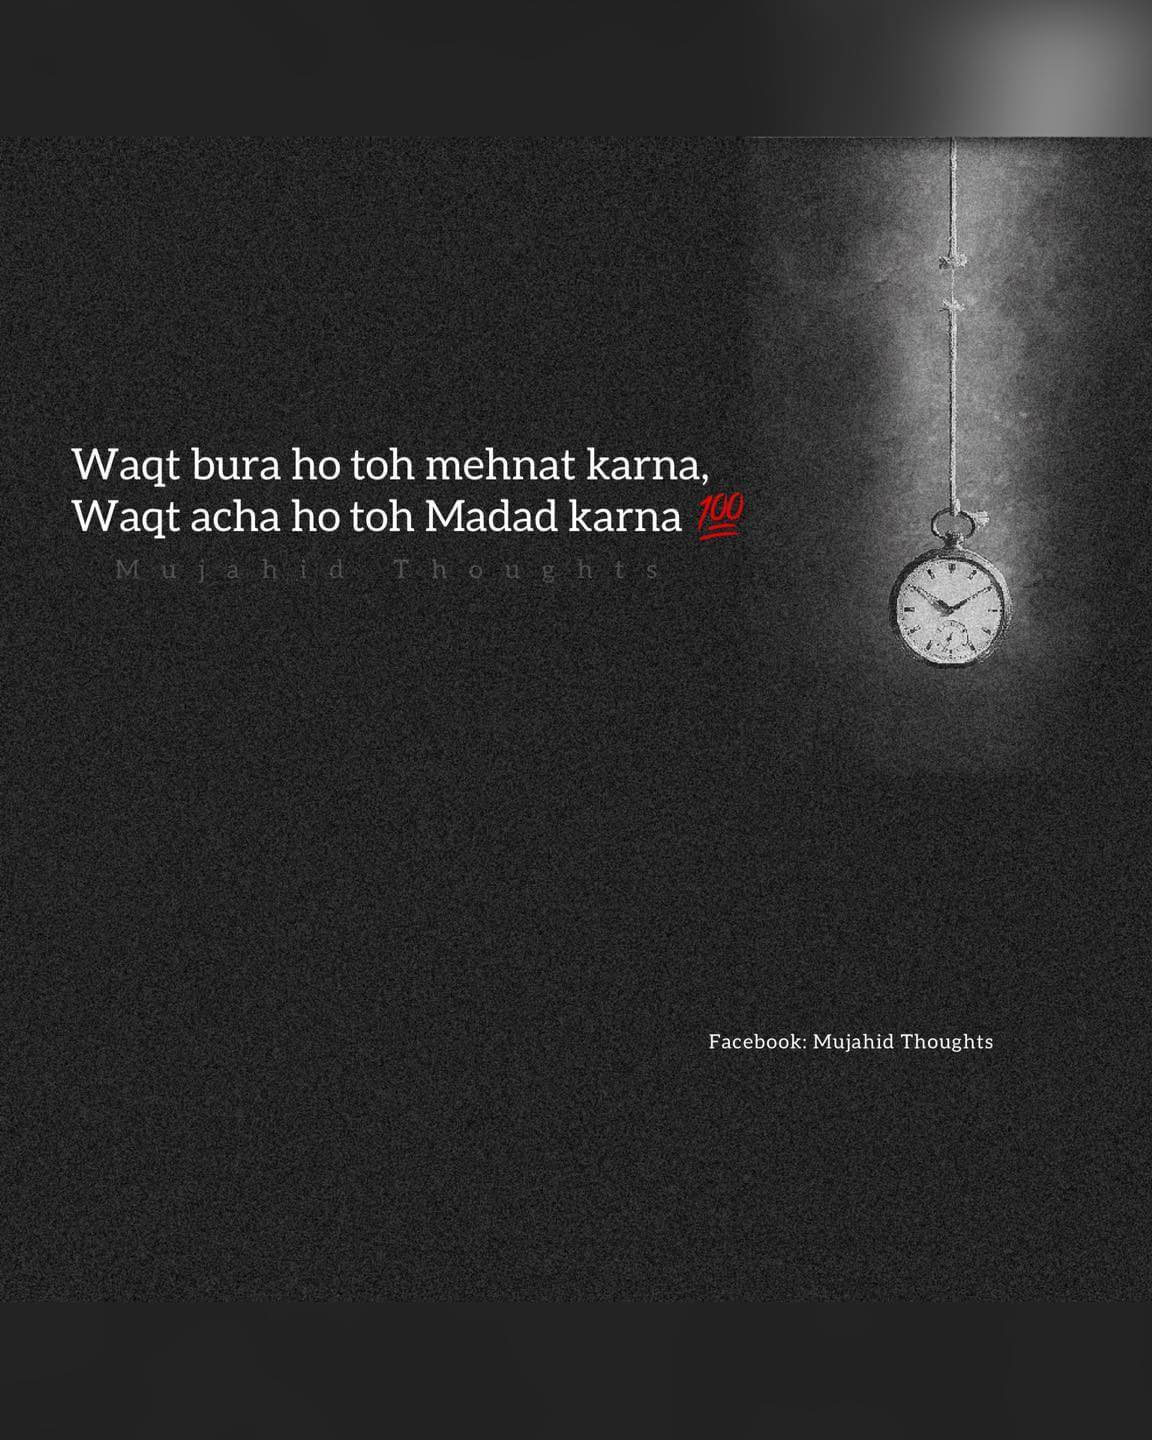 Waqt bura ho toh mehnat karna,
Waqt acha ho toh Madad karna 💯
Mujahid Thoughts
Facebook: Mujahid Thoughts